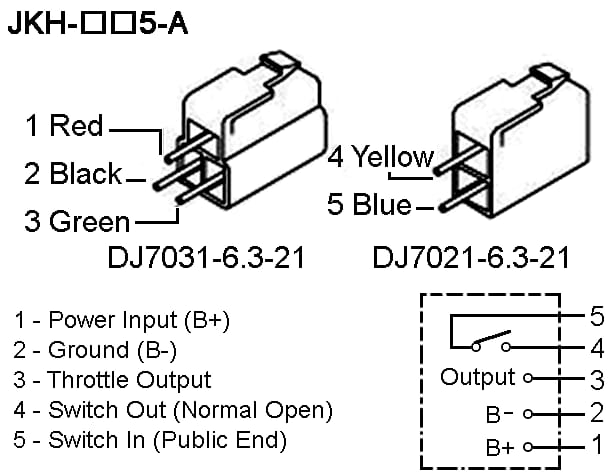 JKH-□□5-A
1 Red
2 Black
3 Green
DJ7031-6.3-21
4 Yellow
5 Blue
DJ7021-6.3-21
1 - Power Input (B+)
2 - Ground (B-)
3 - Throttle Output
4 - Switch Out (Normal Open)
5 - Switch In (Public End)
5
4
Output 3
B- 2
B+ 1